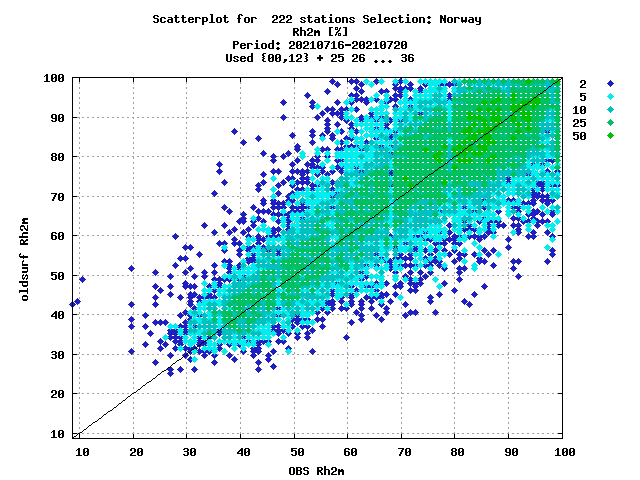 Scatterplot for  222 stations Selection: Norway
Rh2m [%]
Period: 20210716-20210720
Used {00,12} + 25 26 ... 36
100
90
80
70
60
50
40
30
20
10
oldsurf Rh2m
2
5
10
25
50
10 20 30 40 50 60 70 80 90 100
OBS Rh2m